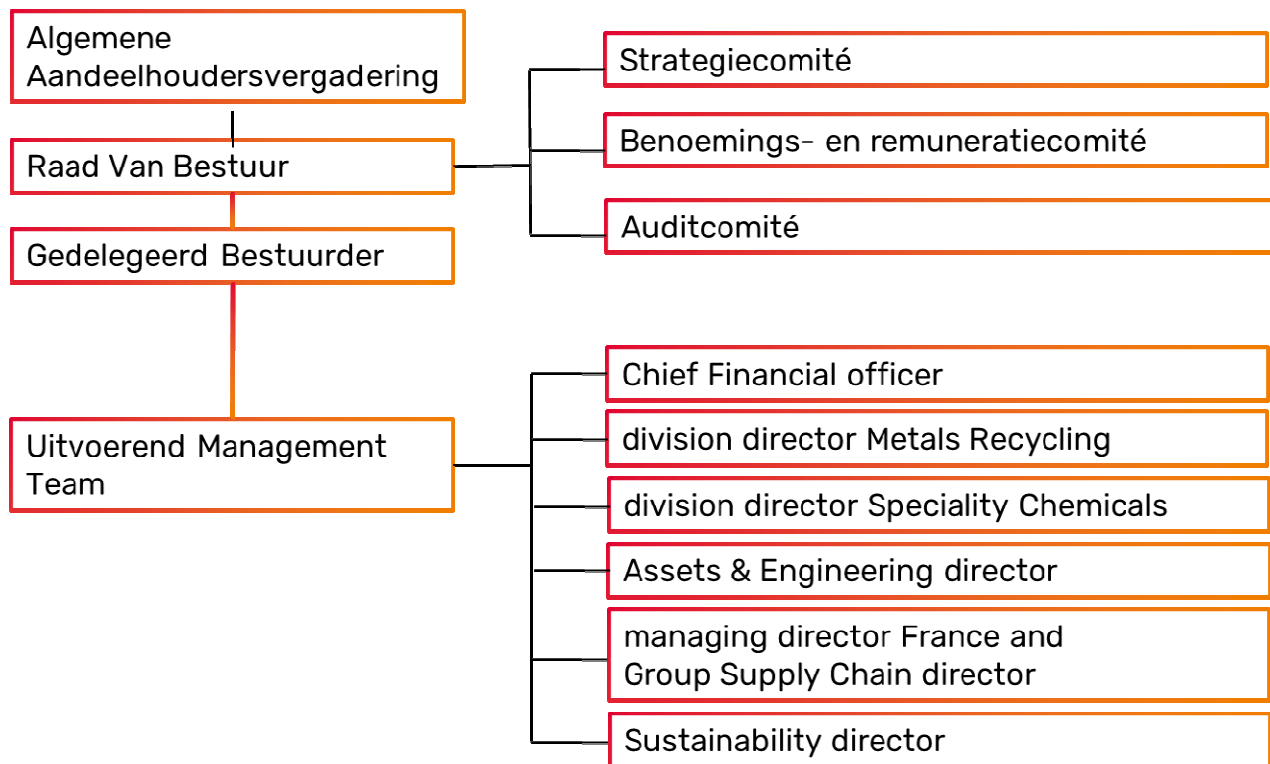 Algemene
Aandeelhoudersvergadering
Raad Van Bestuur
Gedelegeerd Bestuurder
Uitvoerend Management
Team
Strategiecomité
Benoemings- en remuneratiecomité
Auditcomité
Chief Financial officer
division director Metals Recycling
division director Speciality Chemicals
Assets & Engineering director
managing director France and
Group Supply Chain director
Sustainability director